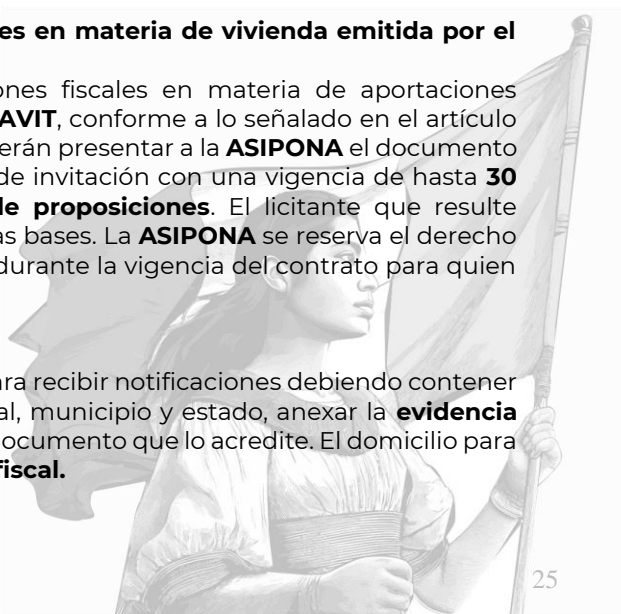 es en materia de vivienda emitida por el
ones fiscales en materia de aportaciones
AVIT, conforme a lo señalado en el artículo
erán presentar a la ASIPONA el documento
de invitación con una vigencia de hasta 30
de proposiciones. El licitante que resulte
as bases. La ASIPONA se reserva el derecho
durante la vigencia del contrato para quien
ara recibir notificaciones debiendo contener
al, municipio y estado, anexar la evidencia
documento que lo acredite. El domicilio para
fiscal.
25